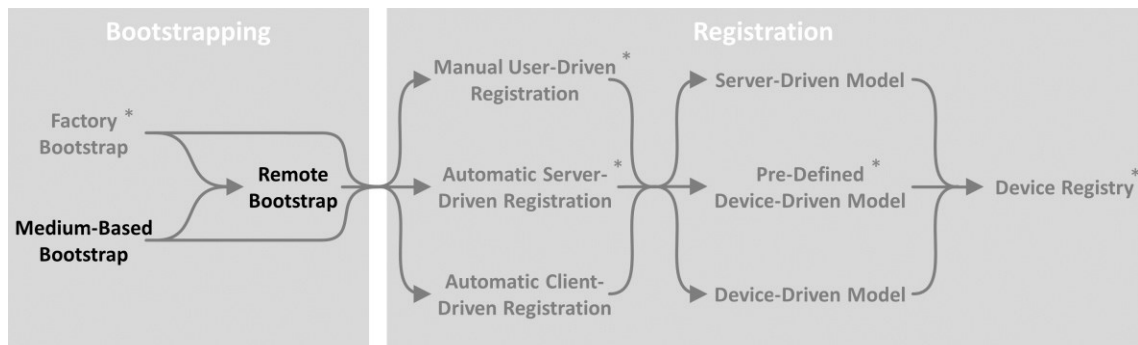 Bootstrapping
Factory *
Bootstrap
Remote
Bootstrap
Medium-Based
Bootstrap
Registration
Manual User-Driven *
Registration
Automatic Server- *
Driven Registration
Automatic Client-
Driven Registration
Server-Driven Model
Pre-Defined *
Device-Driven Model
Device-Driven Model
Device Registry *